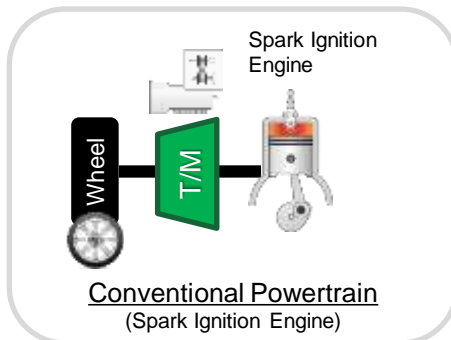 Spark Ignition
Engine
Wheel
T/M
Conventional Powertrain
(Spark Ignition Engine)